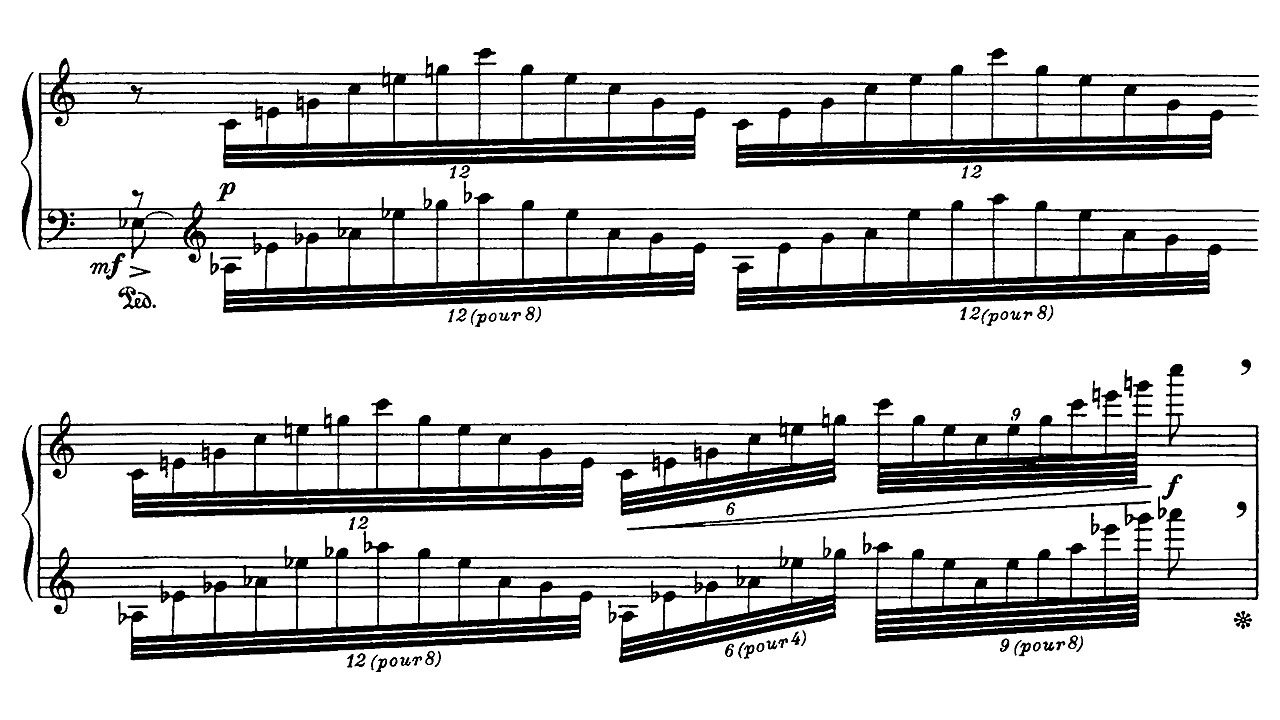 12 12
p
mf
Ped.
12 (pour 8) 12 (pour 8)
9
f
6
12
12 (pour 8) 6 (pour 4) 9 (pour 8)